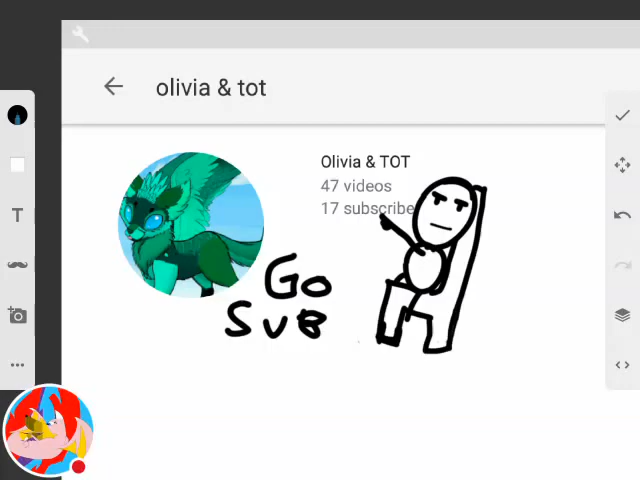 olivia & tot
Olivia & TOT
47 videos
17 subscribe
GO
SUB
T